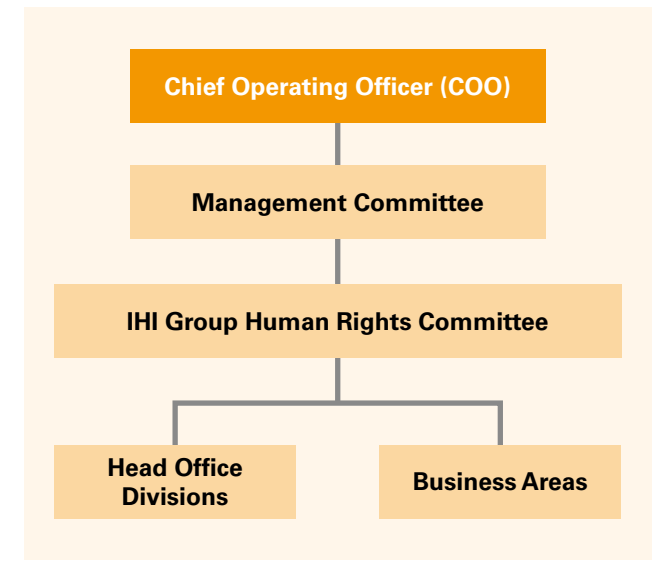 Chief Operating Officer (COO)
Management Committee
IHI Group Human Rights Committee
Head Office
Divisions
Business Areas